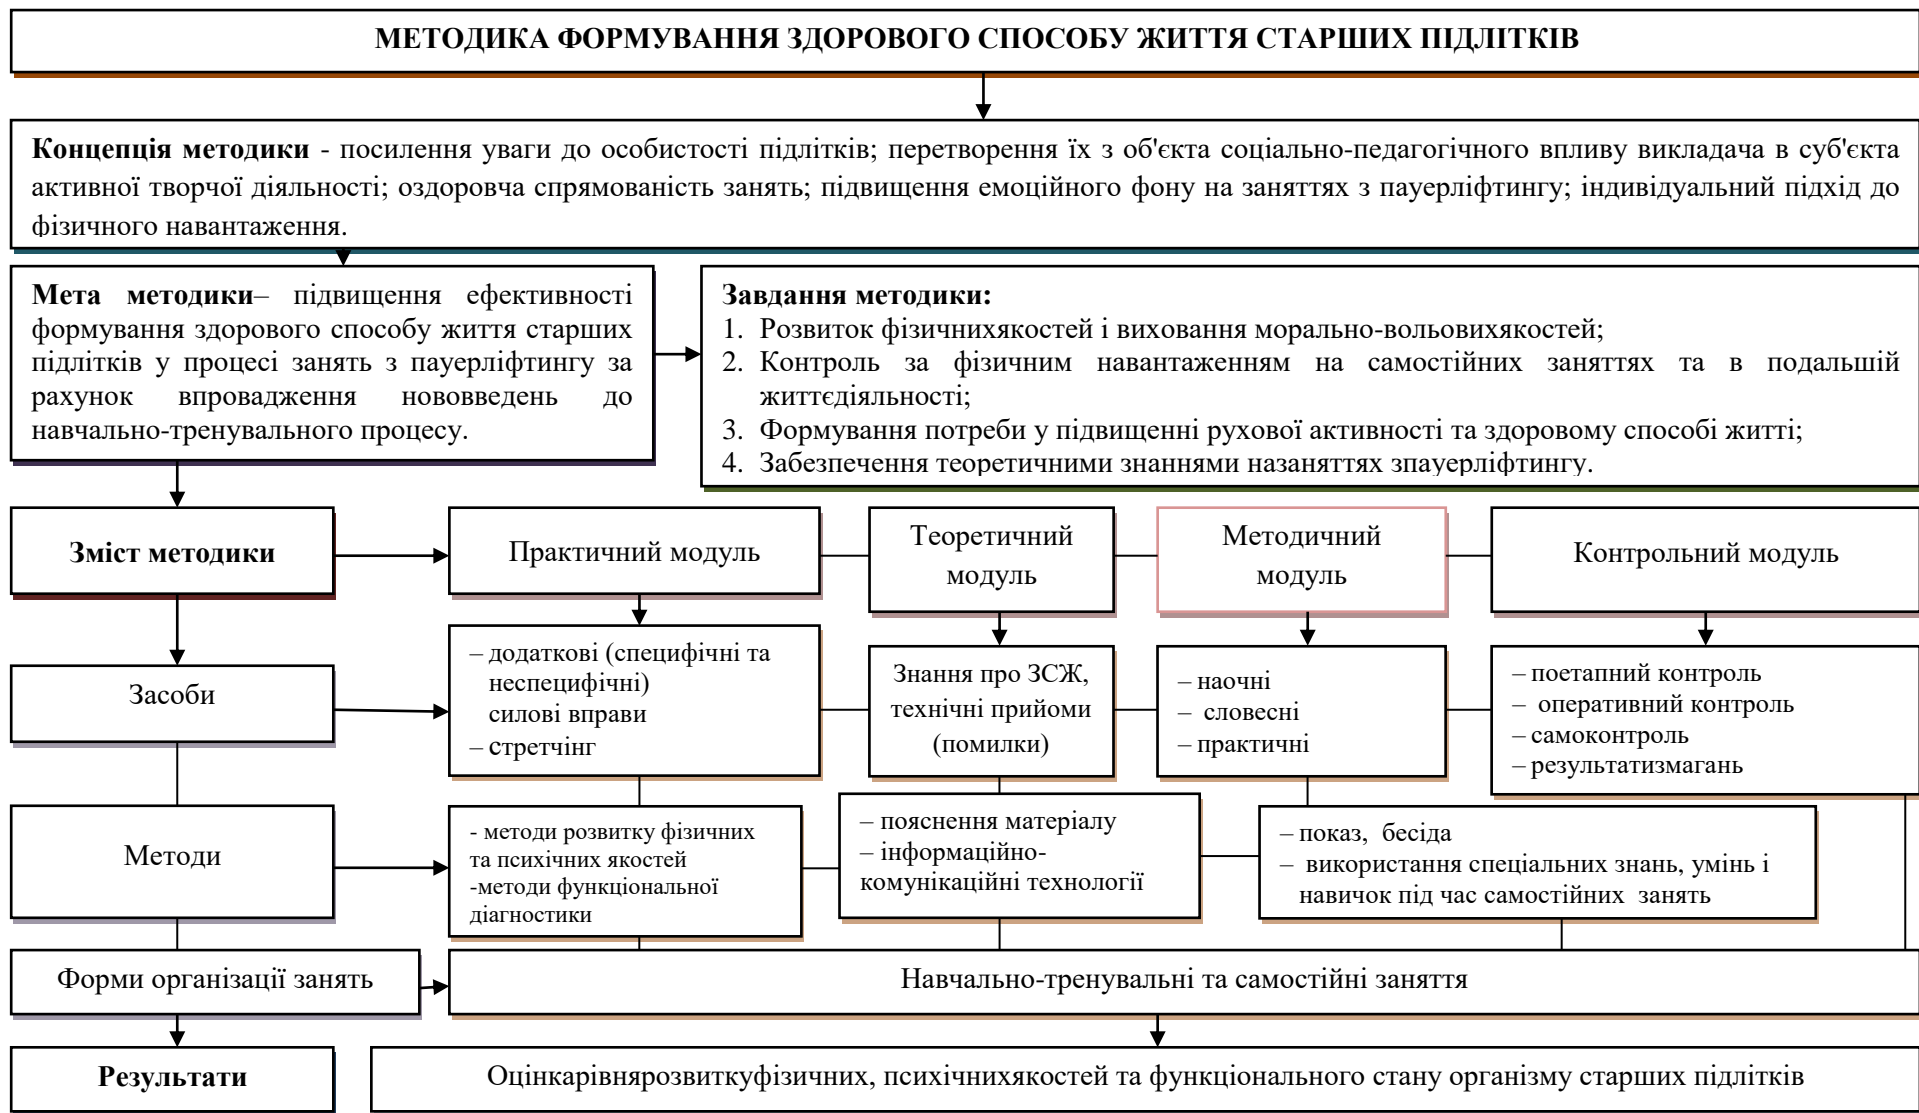 МЕТОДИКА ФОРМУВАННЯ ЗДОРОВОГО СПОСОБУ ЖИТТЯ СТАРШИХ ПІДЛІТКІВ
Концепція методики - посилення уваги до особистості підлітків; перетворення їх з об'єкта соціально-педагогічного впливу викладача в суб'єкта
активної творчої діяльності; оздоровча спрямованість занять; підвищення емоційного фону на заняттях з пауерліфтингу; індивідуальний підхід до
фізичного навантаження.
Мета методики– підвищення ефективності
формування здорового способу життя старших
підлітків у процесі занять з пауерліфтингу за
рахунок впровадження нововведень до
навчально-тренувального процесу.
Завдання методики:
1. Розвиток фізичнихякостей і виховання морально-вольовихякостей;
2. Контроль за фізичним навантаженням на самостійних заняттях та в подальшій
життєдіяльності;
3. Формування потреби у підвищенні рухової активності та здоровому способі житті;
4. Забезпечення теоретичними знаннями назаняттях зпауерліфтингу.
Зміст методики
Практичний модуль
Теоретичний
модуль
Методичний
модуль
Контрольний модуль
Засоби
– додаткові (специфічні та
неспецифічні)
силові вправи
– стретчінг
Знання про ЗСЖ,
технічні прийоми
(помилки)
– наочні
– словесні
– практичні
– поетапний контроль
– оперативний контроль
– самоконтроль
– результатизмагань
Методи
- методи розвитку фізичних
та психічних якостей
-методи функціональної
діагностики
– пояснення матеріалу
– інформаційно-
комунікаційні технології
– показ, бесіда
– використання спеціальних знань, умінь і
навичок під час самостійних занять
Форми організації занять
Навчально-тренувальні та самостійні заняття
Результати
Оцінкарівнярозвиткуфізичних, психічнихякостей та функціонального стану організму старших підлітків